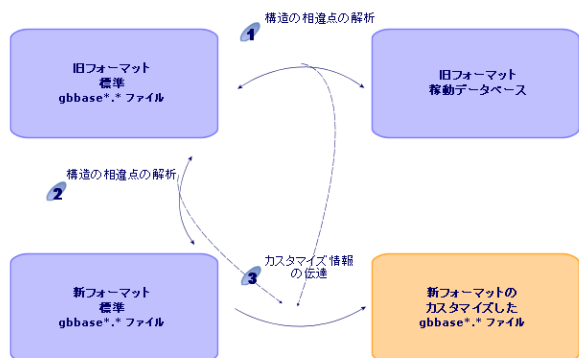 1
構造の相違点の解析
旧フォーマット
標準
gbbase*.* ファイル
旧フォーマット
稼動データベース
2
構造の相違点の解析
3
カスタマイズ情報
の伝達
新フォーマット
標準
gbbase*.* ファイル
新フォーマットの
カスタマイズした
gbbase*.* ファイル